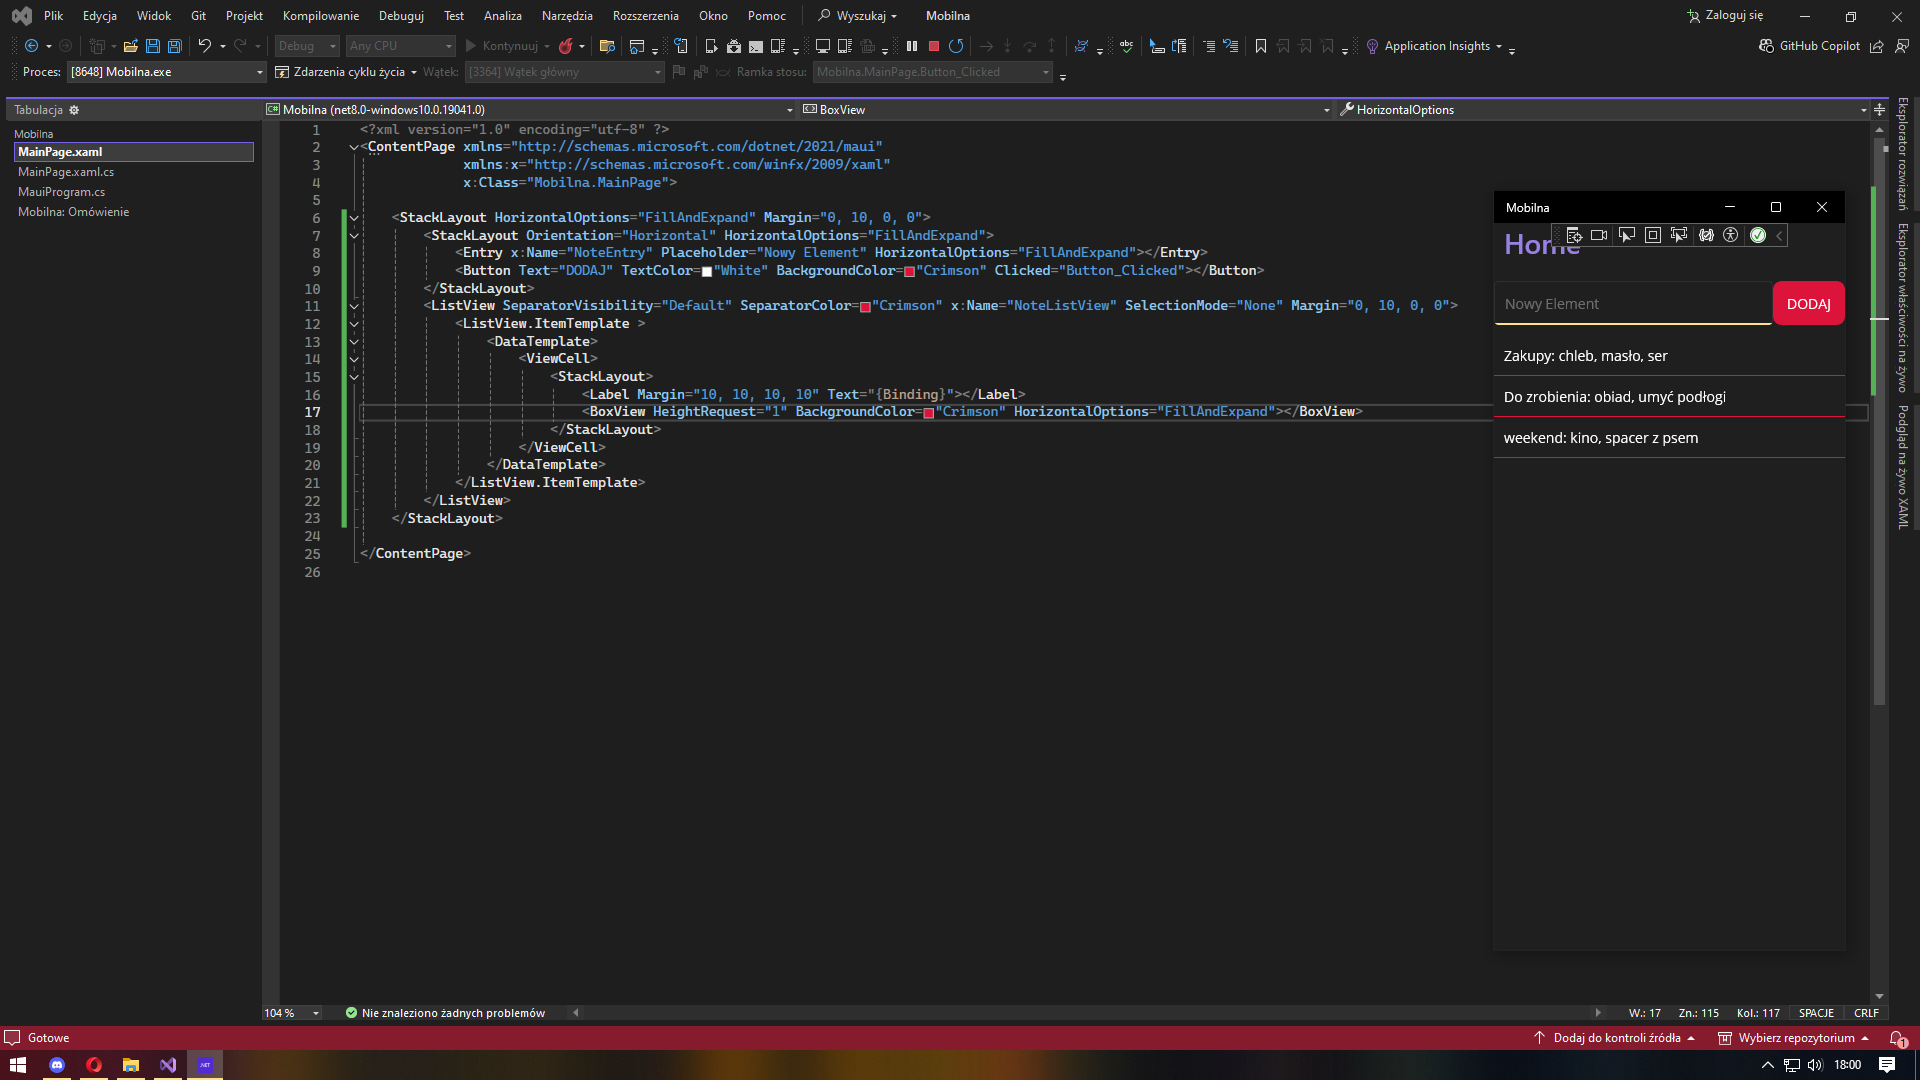 Plik Edycja Widok Git Projekt Kompilowanie Debuguj Test Analiza Narzędzia Rozszerzenia Okno Pomoc Wyszukaj Mobilna Zaloguj się
Debug Any CPU Kontynuuj Application Insights GitHub Copilot
Proces: [8648] Mobilna.exe Zdarzenia cyklu życia Wątek: [3364] Wątek główny Ramka stosu: Mobilna.MainPage.Button_Clicked
Tabulacja
Mobilna
MainPage.xaml
MainPage.xaml.cs
MauiProgram.cs
Mobilna: Omówienie
Mobilna (net8.0-windows10.0.19041.0) BoxView HorizontalOptions
1 <?xml version="1.0" encoding="utf-8" ?>
2 <ContentPage xmlns="http://schemas.microsoft.com/dotnet/2021/maui"
3 xmlns:x="http://schemas.microsoft.com/winfx/2009/xaml"
4 x:Class="Mobilna.MainPage">
5
6 <StackLayout HorizontalOptions="FillAndExpand" Margin="0, 10, 0, 0">
7 <StackLayout Orientation="Horizontal" HorizontalOptions="FillAndExpand">
8 <Entry x:Name="NoteEntry" Placeholder="Nowy Element" HorizontalOptions="FillAndExpand"></Entry>
9 <Button Text="DODAJ" TextColor="White" BackgroundColor="Crimson" Clicked="Button_Clicked"></Button>
10 </StackLayout>
11 <ListView SeparatorVisibility="Default" SeparatorColor="Crimson" x:Name="NoteListView" SelectionMode="None" Margin="0, 10, 0, 0">
12 <ListView.ItemTemplate >
13 <DataTemplate>
14 <ViewCell>
15 <StackLayout>
16 <Label Margin="10, 10, 10, 10" Text="{Binding}"></Label>
17 <BoxView HeightRequest="1" BackgroundColor="Crimson" HorizontalOptions="FillAndExpand"></BoxView>
18 </StackLayout>
19 </ViewCell>
20 </DataTemplate>
21 </ListView.ItemTemplate>
22 </ListView>
23 </StackLayout>
24
25 </ContentPage>
26
Mobilna
Home
Nowy Element DODAJ
Zakupy: chleb, masło, ser
Do zrobienia: obiad, umyć podłogi
weekend: kino, spacer z psem
Eksplorator rozwiązań
Eksplorator właściwości na żywo
Podgląd na żywo XAML
104 % Nie znaleziono żadnych problemów W.: 17 Zn.: 115 Kol.: 117 SPACJE CRLF
Gotowe Dodaj do kontroli źródła Wybierz repozytorium 1
.NET 18:00